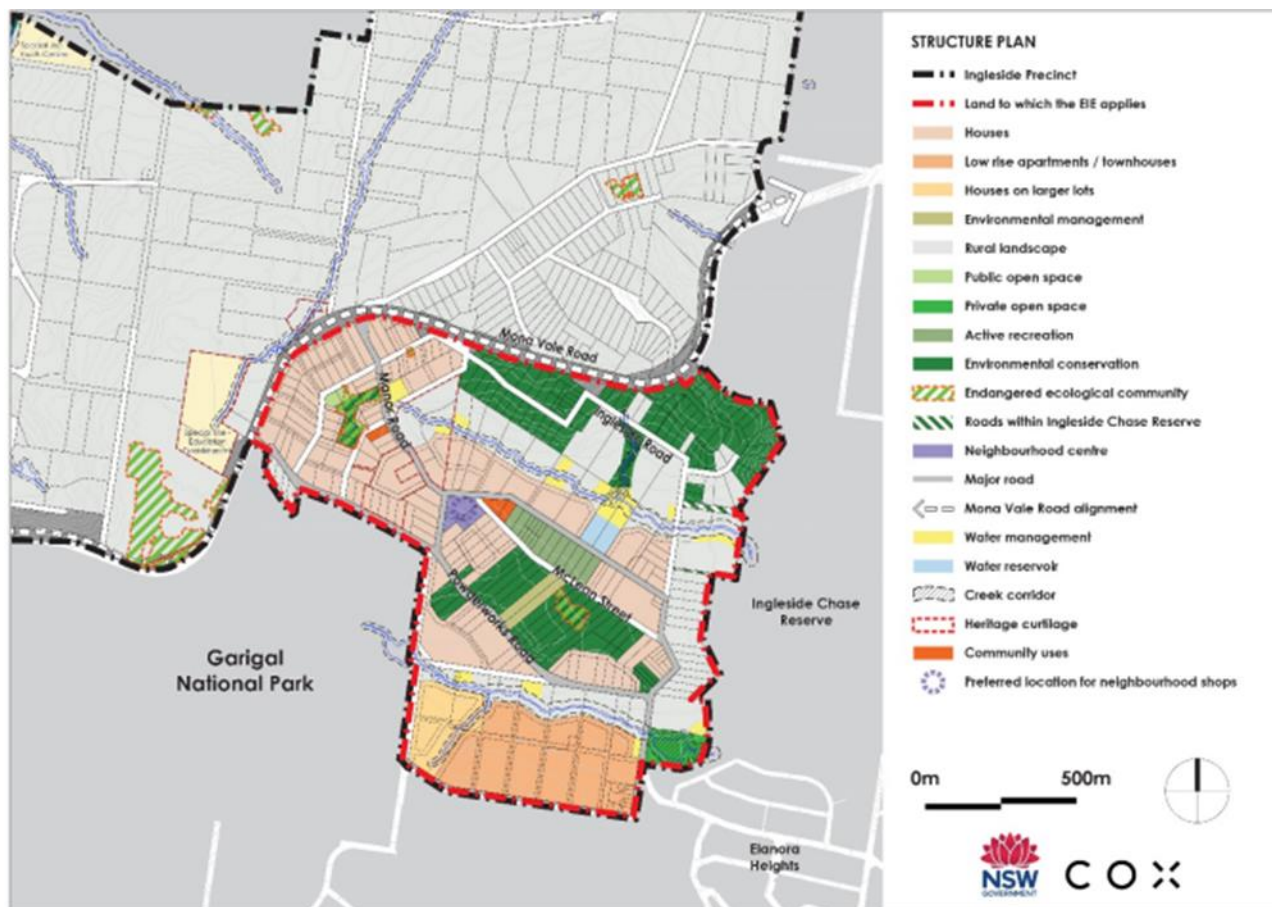 Garigal
National Park
Mona Vale Road
Manor Road
Ingleside Road
McLean Street
Powderworks Road
Ingleside Chase
Reserve
Elanora
Heights
STRUCTURE PLAN
Ingleside Precinct
Land to which the EIE applies
Houses
Low rise apartments / townhouses
Houses on larger lots
Environmental management
Rural landscape
Public open space
Private open space
Active recreation
Environmental conservation
Endangered ecological community
Roads within Ingleside Chase Reserve
Neighbourhood centre
Major road
Mona Vale Road alignment
Water management
Water reservoir
Creek corridor
Heritage curtilage
Community uses
Preferred location for neighbourhood shops
0m 500m
NSW
GOVERNMENT
COX